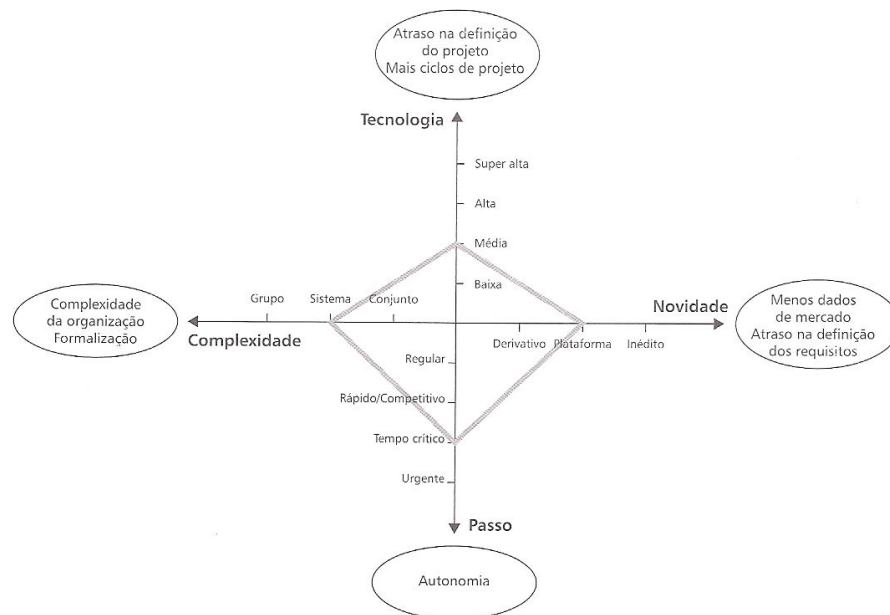 Atraso na definição
do projeto
Mais ciclos de projeto
Tecnologia
Super alta
Alta
Média
Baixa
Grupo
Sistema
Conjunto
Complexidade
da organização
Formalização
Complexidade
Novidade
Menos dados
de mercado
Atraso na definição
dos requisitos
Derivativo
Plataforma
Inédito
Regular
Rápido/Competitivo
Tempo crítico
Urgente
Passo
Autonomia